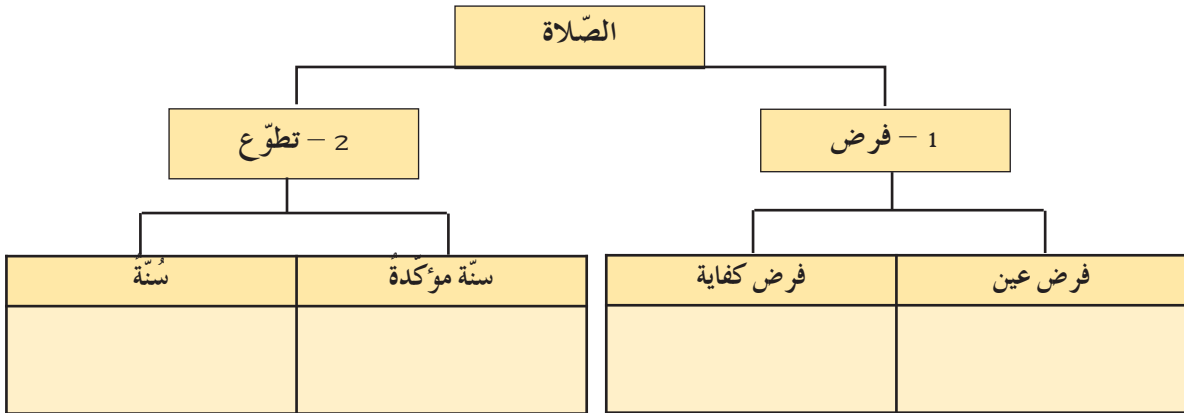 الصّلاة
1 – فرض
2 – تطوّع
فرض عين
فرض كفاية
سنّة مؤكّدةً
سُنّةً